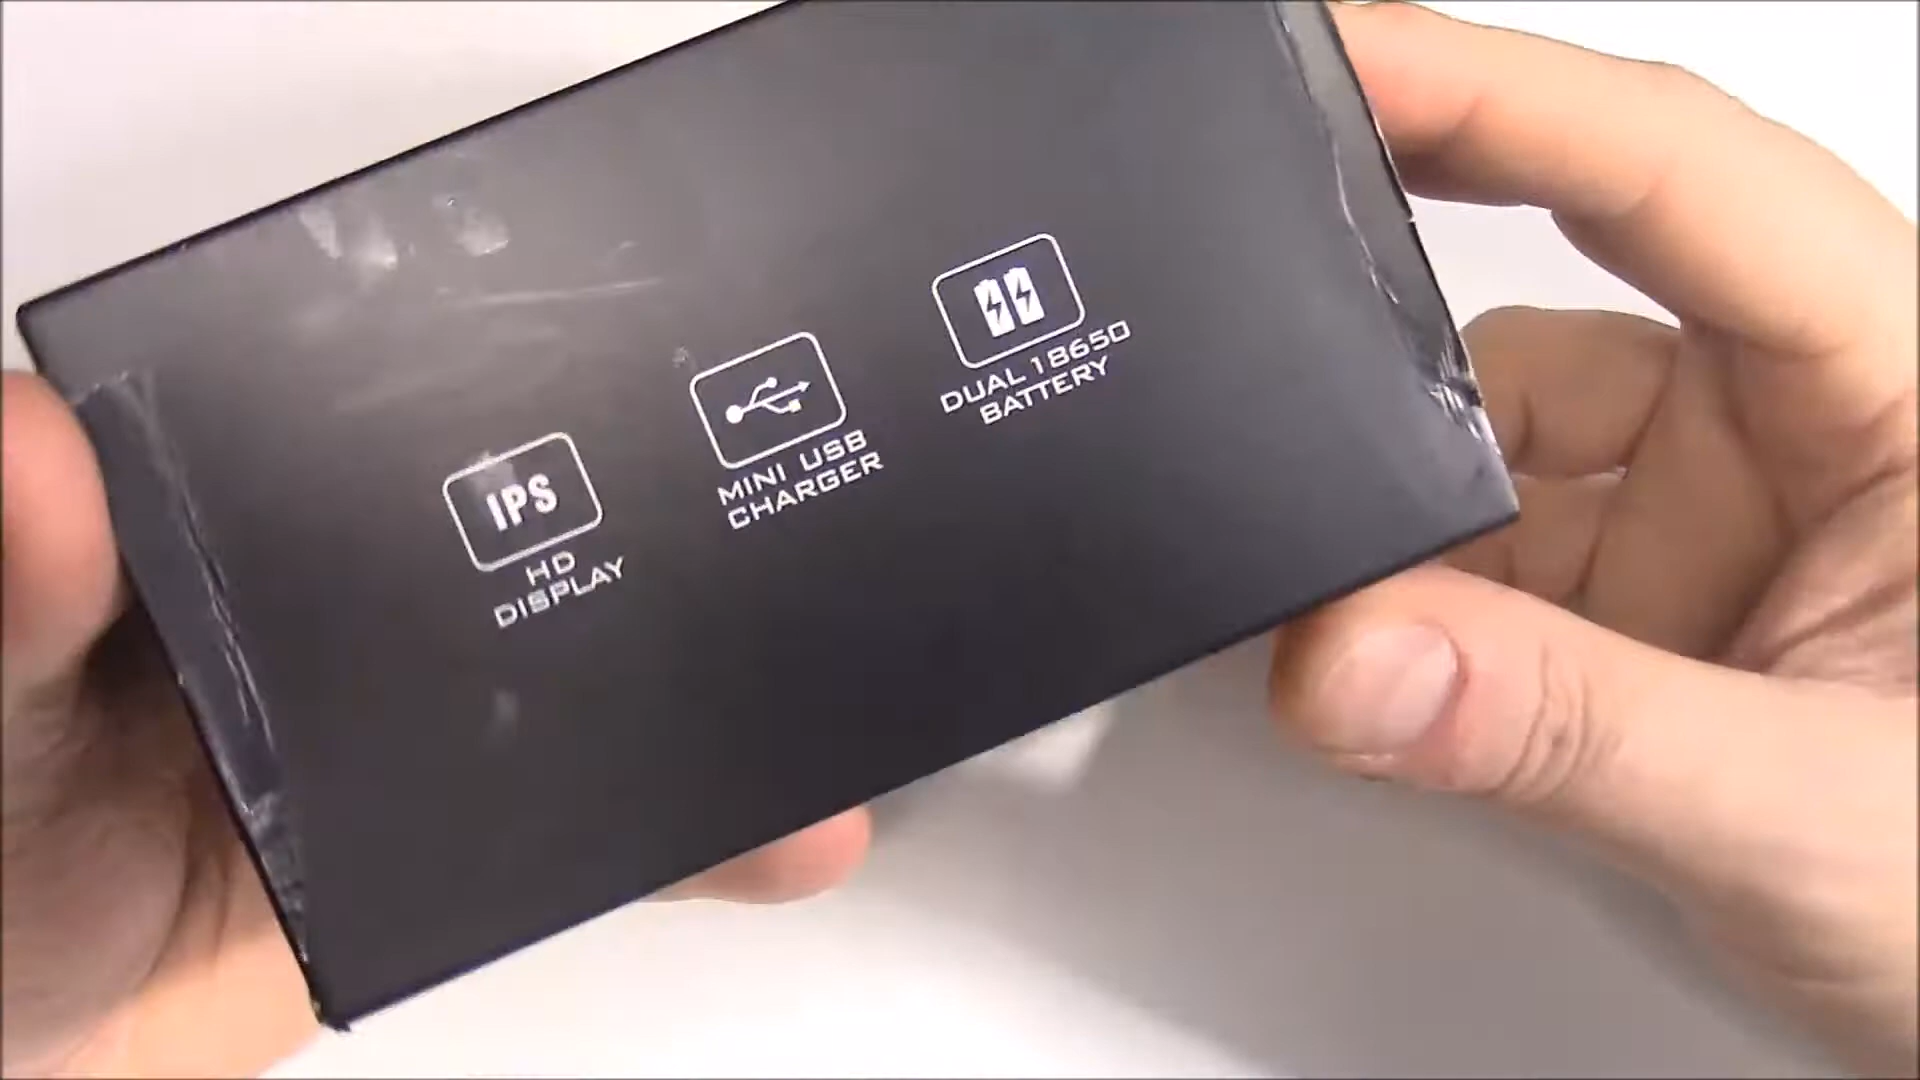 IPS
HD
DISPLAY
MINI USB
CHARGER
DUAL 18650
BATTERY